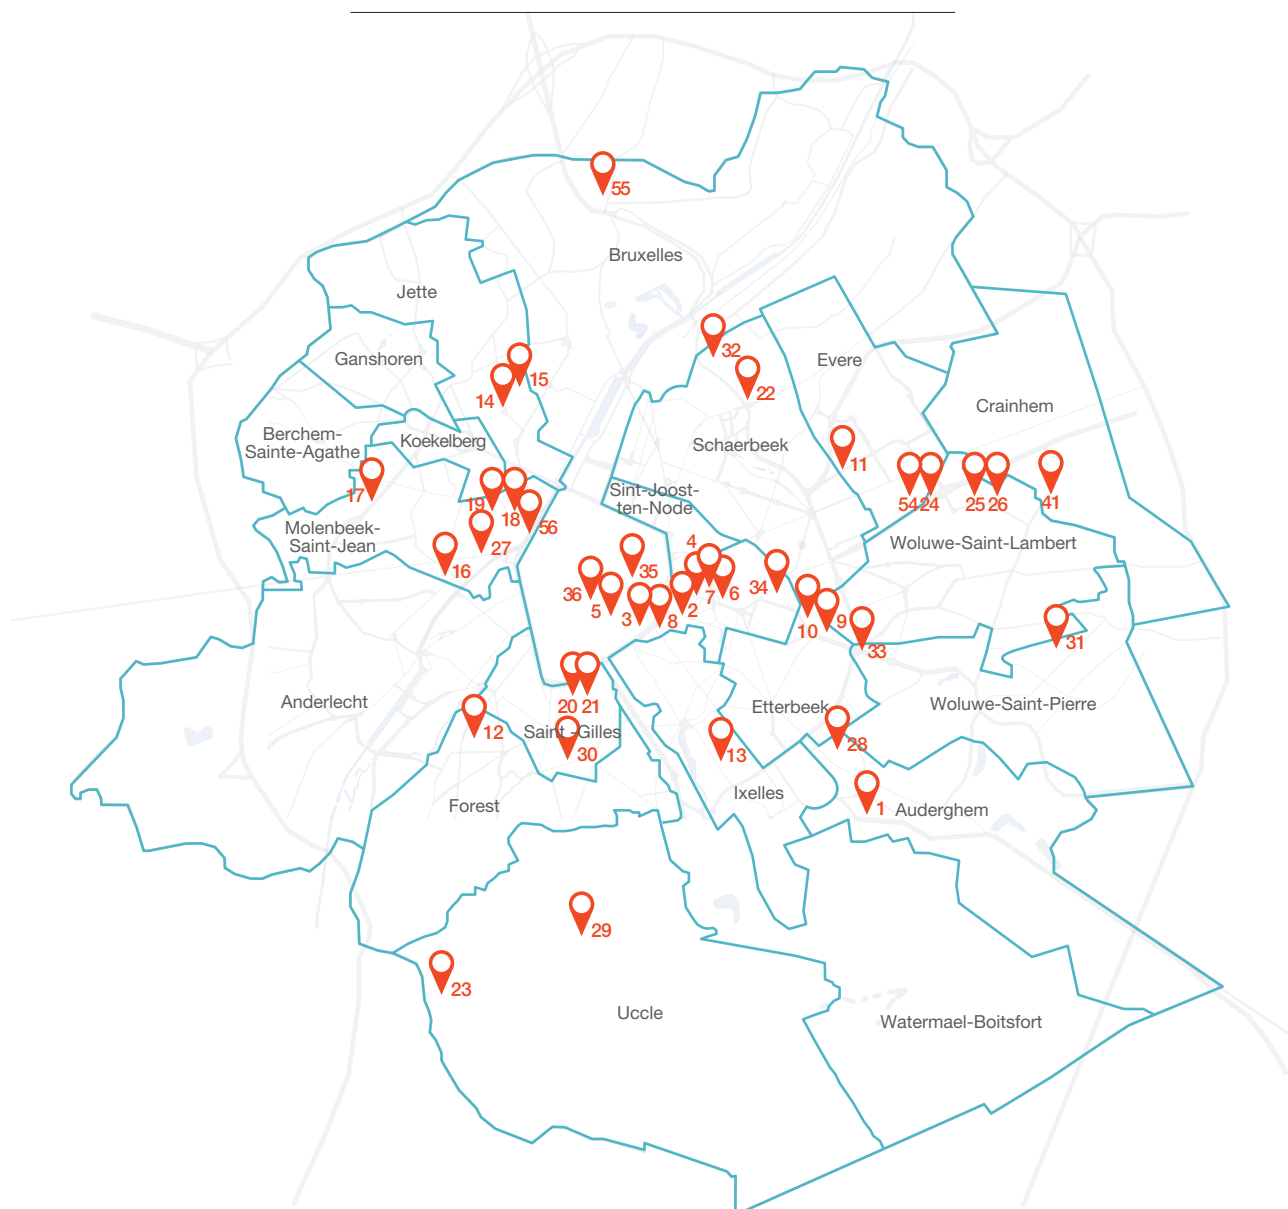 55
Bruxelles
Jette
32
Ganshoren
Evere
15
22
14
Crainhem
Berchem-
Sainte-Agathe
Koekelberg
Schaerbeek
11
17
Sint-Joost-
ten-Node
19
18
54
24
25
26
41
56
Molenbeek-
Saint-Jean
27
Woluwe-Saint-Lambert
16
4
35
36
5
3
8
2
7
6
34
10
9
33
31
Anderlecht
20
21
12
Saint -Gilles
30
Etterbeek
Woluwe-Saint-Pierre
28
13
Ixelles
Forest
1
Auderghem
29
23
Uccle
Watermael-Boitsfort